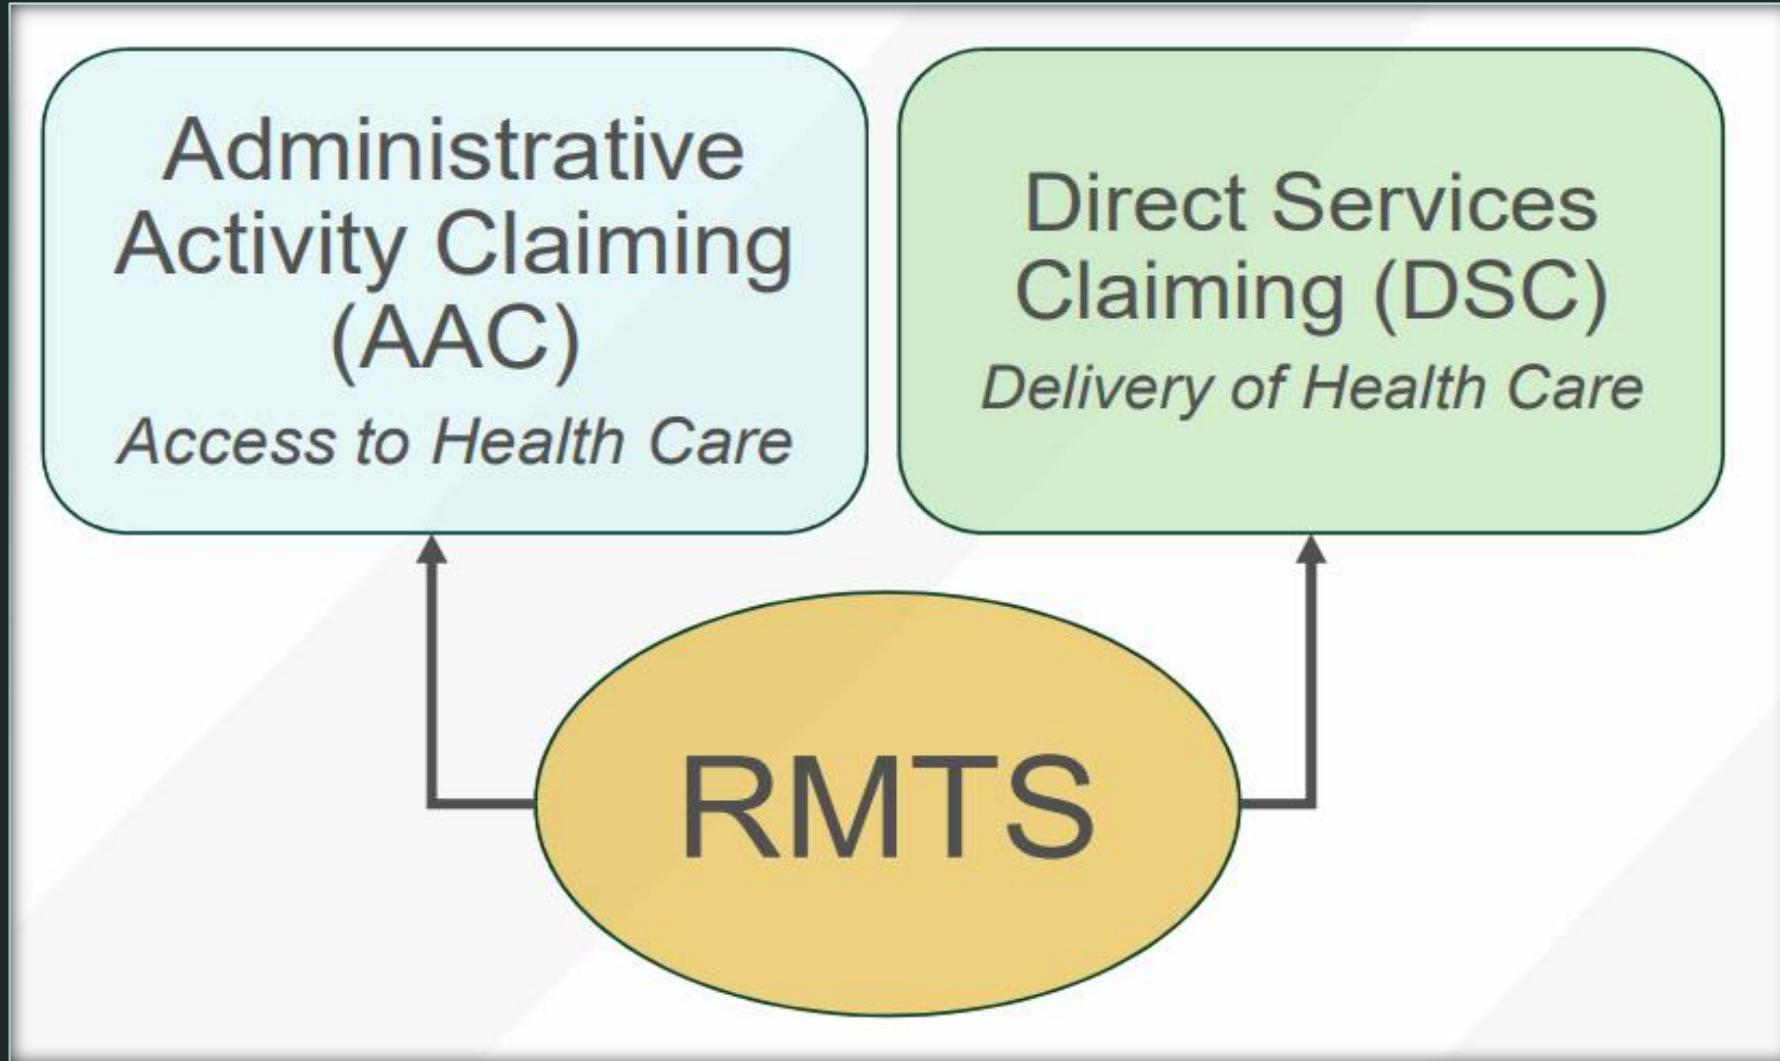 Administrative
Activity Claiming
(AAC)
Access to Health Care
Direct Services
Claiming (DSC)
Delivery of Health Care
RMTS